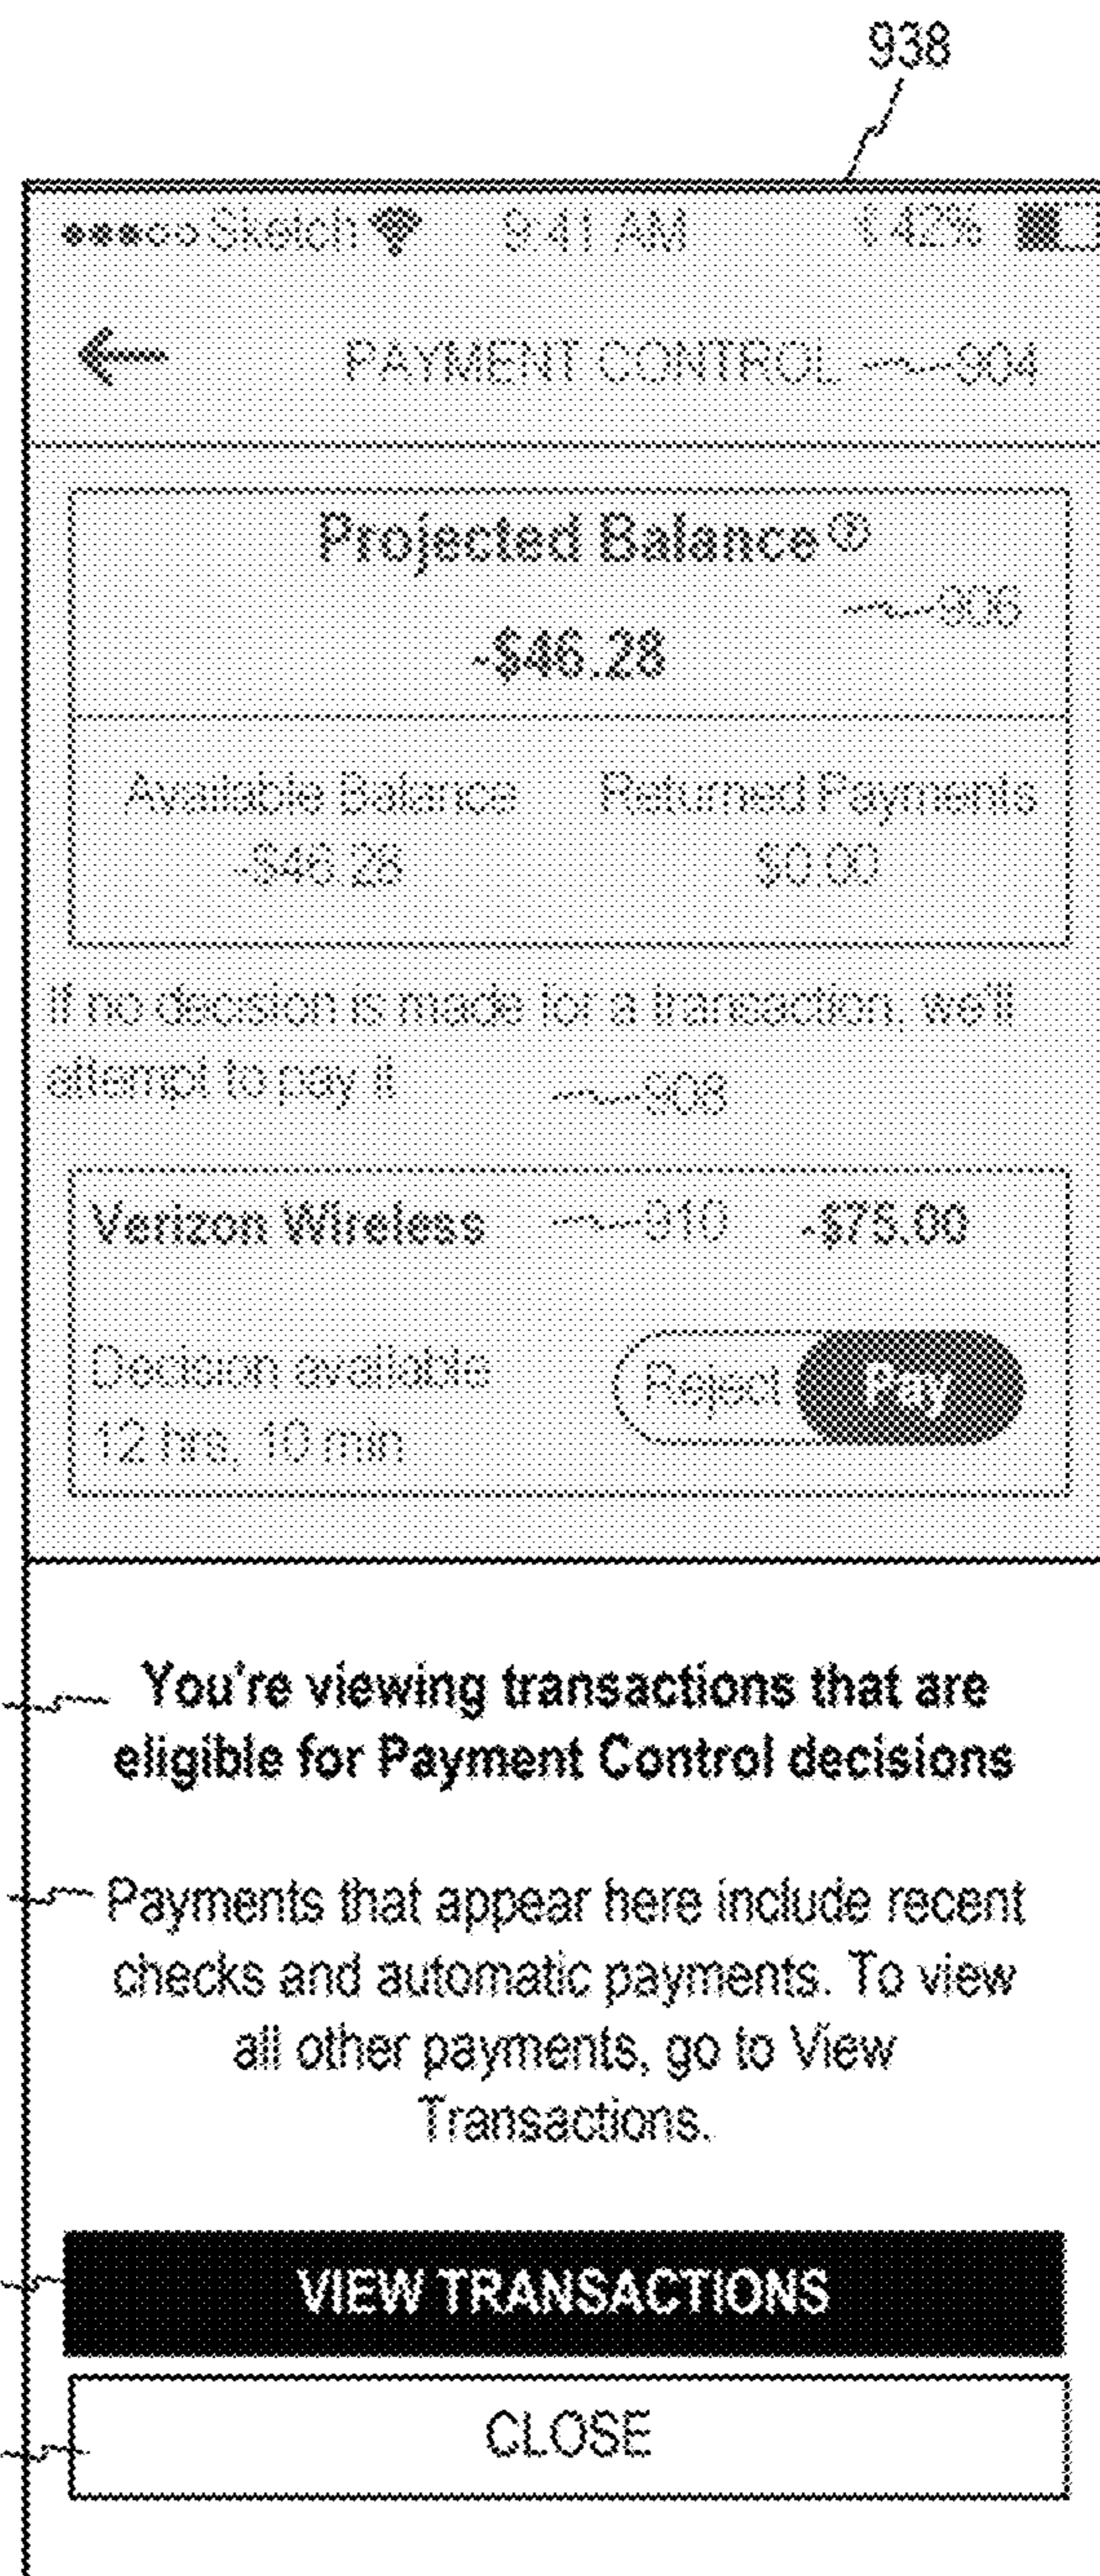 938
Sketch 9:41 AM 42%
PAYMENT CONTROL 904
Projected Balance ?
906
-$46.28
Available Balance Returned Payments
-$46.28 $0.00
If no decision is made for a transaction, we'll
attempt to pay it 908
Verizon Wireless 910 -$75.00
Decision available Reject Pay
12 hrs, 10 min
You're viewing transactions that are
eligible for Payment Control decisions
Payments that appear here include recent
checks and automatic payments. To view
all other payments, go to View
Transactions.
VIEW TRANSACTIONS
CLOSE